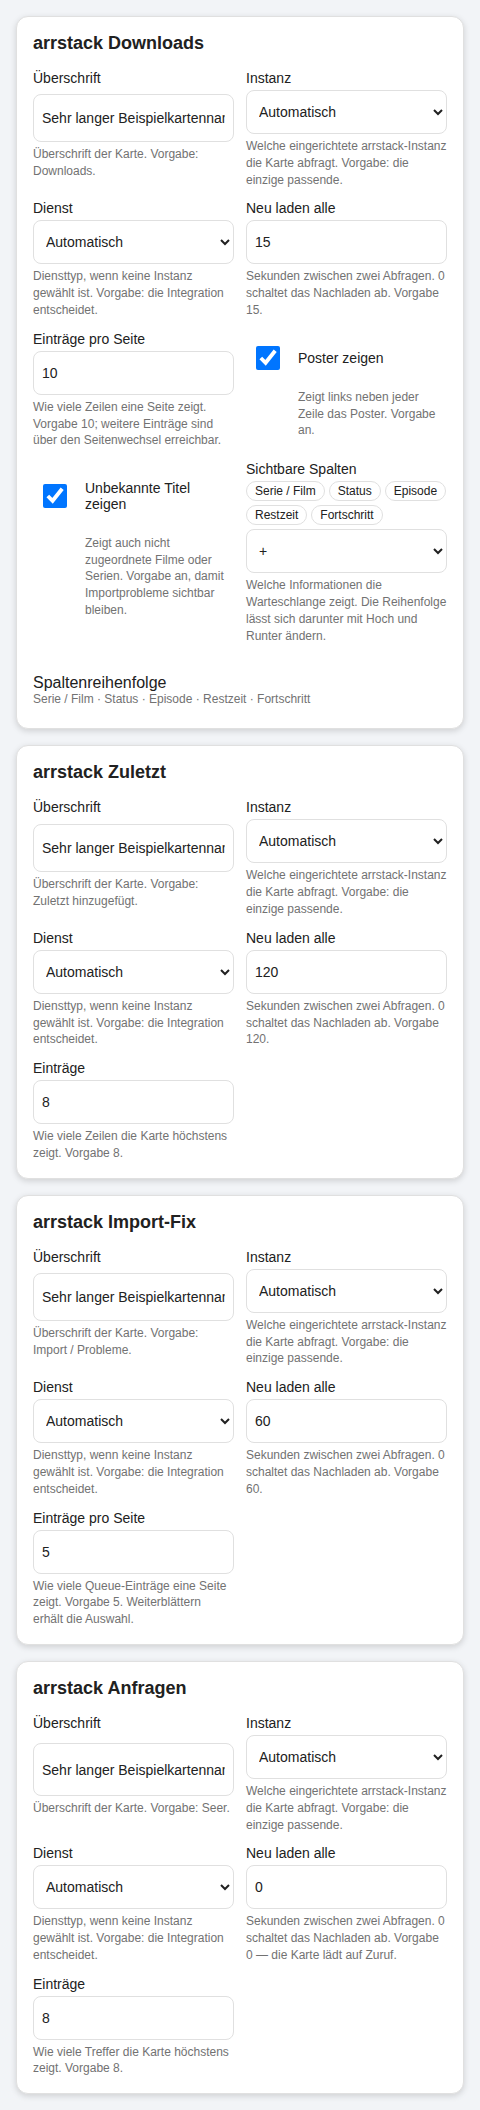 arrstack Downloads
Überschrift
Sehr langer Beispielkartennar
Überschrift der Karte. Vorgabe:
Downloads.
Instanz
Automatisch
Welche eingerichtete arrstack-Instanz
die Karte abfragt. Vorgabe: die
einzige passende.
Dienst
Automatisch
Diensttyp, wenn keine Instanz
gewählt ist. Vorgabe: die Integration
entscheidet.
Neu laden alle
15
Sekunden zwischen zwei Abfragen. 0
schaltet das Nachladen ab. Vorgabe
15.
Einträge pro Seite
10
Wie viele Zeilen eine Seite zeigt.
Vorgabe 10; weitere Einträge sind
über den Seitenwechsel erreichbar.
Poster zeigen
Zeigt links neben jeder
Zeile das Poster. Vorgabe
an.
Unbekannte Titel
zeigen
Zeigt auch nicht
zugeordnete Filme oder
Serien. Vorgabe an, damit
Importprobleme sichtbar
bleiben.
Sichtbare Spalten
Serie / Film Status Episode
Restzeit Fortschritt
+
Welche Informationen die
Warteschlange zeigt. Die Reihenfolge
lässt sich darunter mit Hoch und
Runter ändern.
Spaltenreihenfolge
Serie / Film · Status · Episode · Restzeit · Fortschritt
arrstack Zuletzt
Überschrift
Sehr langer Beispielkartennar
Überschrift der Karte. Vorgabe:
Zuletzt hinzugefügt.
Instanz
Automatisch
Welche eingerichtete arrstack-Instanz
die Karte abfragt. Vorgabe: die
einzige passende.
Dienst
Automatisch
Diensttyp, wenn keine Instanz
gewählt ist. Vorgabe: die Integration
entscheidet.
Neu laden alle
120
Sekunden zwischen zwei Abfragen. 0
schaltet das Nachladen ab. Vorgabe
120.
Einträge
8
Wie viele Zeilen die Karte höchstens
zeigt. Vorgabe 8.
arrstack Import-Fix
Überschrift
Sehr langer Beispielkartennar
Überschrift der Karte. Vorgabe:
Import / Probleme.
Instanz
Automatisch
Welche eingerichtete arrstack-Instanz
die Karte abfragt. Vorgabe: die
einzige passende.
Dienst
Automatisch
Diensttyp, wenn keine Instanz
gewählt ist. Vorgabe: die Integration
entscheidet.
Neu laden alle
60
Sekunden zwischen zwei Abfragen. 0
schaltet das Nachladen ab. Vorgabe
60.
Einträge pro Seite
5
Wie viele Queue-Einträge eine Seite
zeigt. Vorgabe 5. Weiterblättern
erhält die Auswahl.
arrstack Anfragen
Überschrift
Sehr langer Beispielkartennar
Überschrift der Karte. Vorgabe: Seer.
Instanz
Automatisch
Welche eingerichtete arrstack-Instanz
die Karte abfragt. Vorgabe: die
einzige passende.
Dienst
Automatisch
Diensttyp, wenn keine Instanz
gewählt ist. Vorgabe: die Integration
entscheidet.
Neu laden alle
0
Sekunden zwischen zwei Abfragen. 0
schaltet das Nachladen ab. Vorgabe
0 — die Karte lädt auf Zuruf.
Einträge
8
Wie viele Treffer die Karte höchstens
zeigt. Vorgabe 8.